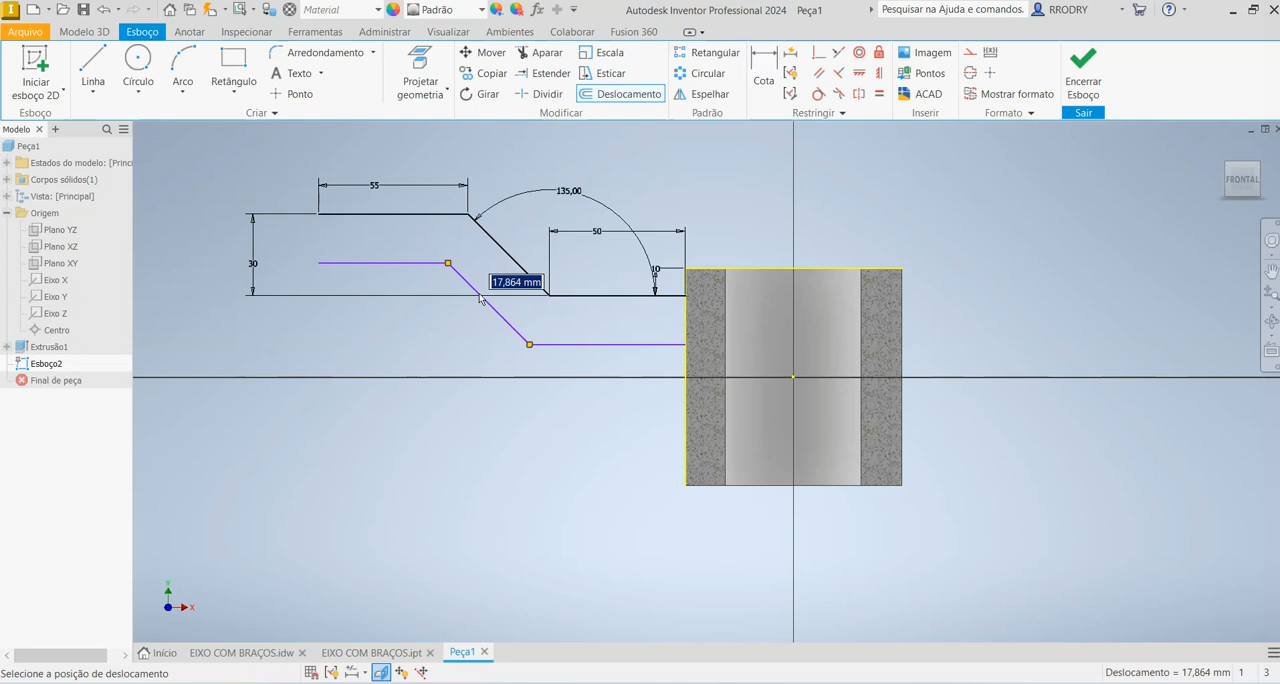 Material
Padrão
Autodesk Inventor Professional 2024
Peça1
Pesquisar na Ajuda e comandos.
RRODRY
Arquivo
Modelo 3D
Esboço
Anotar
Inspecionar
Ferramentas
Administrar
Visualizar
Ambientes
Colaborar
Fusion 360
Iniciar
esboço 2D
Linha
Círculo
Arco
Retângulo
Arredondamento
Texto
Ponto
Projetar
geometria
Mover
Copiar
Girar
Aparar
Estender
Dividir
Escala
Esticar
Deslocamento
Retangular
Circular
Espelhar
Cota
Imagem
Pontos
ACAD
Mostrar formato
Encerrar
Esboço
Esboço
Criar
Modificar
Padrão
Restringir
Inserir
Formato
Sair
Modelo
Peça1
Estados do modelo: [Princi
Corpos sólidos(1)
Vista: [Principal]
Origem
Plano YZ
Plano XZ
Plano XY
Eixo X
Eixo Y
Eixo Z
Centro
Extrusão1
Esboço2
Final de peça
55
135,00
50
30
10
17,864 mm
FRONTAL
Y
X
Início
EIXO COM BRAÇOS.idw
EIXO COM BRAÇOS.ipt
Peça1
Selecione a posição de deslocamento
Deslocamento = 17,864 mm
1
3